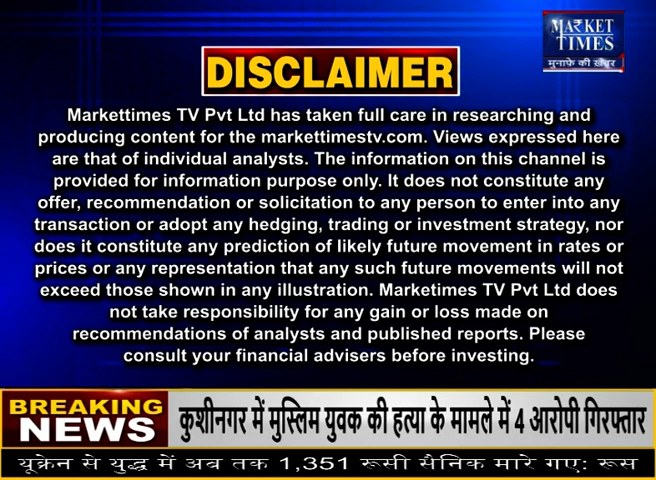 MARKET
TIMES
मुनाफे की ख़बर
DISCLAIMER
Markettimes TV Pvt Ltd has taken full care in researching and
producing content for the markettimestv.com. Views expressed here
are that of individual analysts. The information on this channel is
provided for information purpose only. It does not constitute any
offer, recommendation or solicitation to any person to enter into any
transaction or adopt any hedging, trading or investment strategy, nor
does it constitute any prediction of likely future movement in rates or
prices or any representation that any such future movements will not
exceed those shown in any illustration. Marketimes TV Pvt Ltd does
not take responsibility for any gain or loss made on
recommendations of analysts and published reports. Please
consult your financial advisers before investing.
BREAKING
NEWS
कुशीनगर में मुस्लिम युवक की हत्या के मामले में 4 आरोपी गिरफ्तार
यूक्रेन से युद्ध में अब तक 1,351 रूसी सैनिक मारे गए: रूस